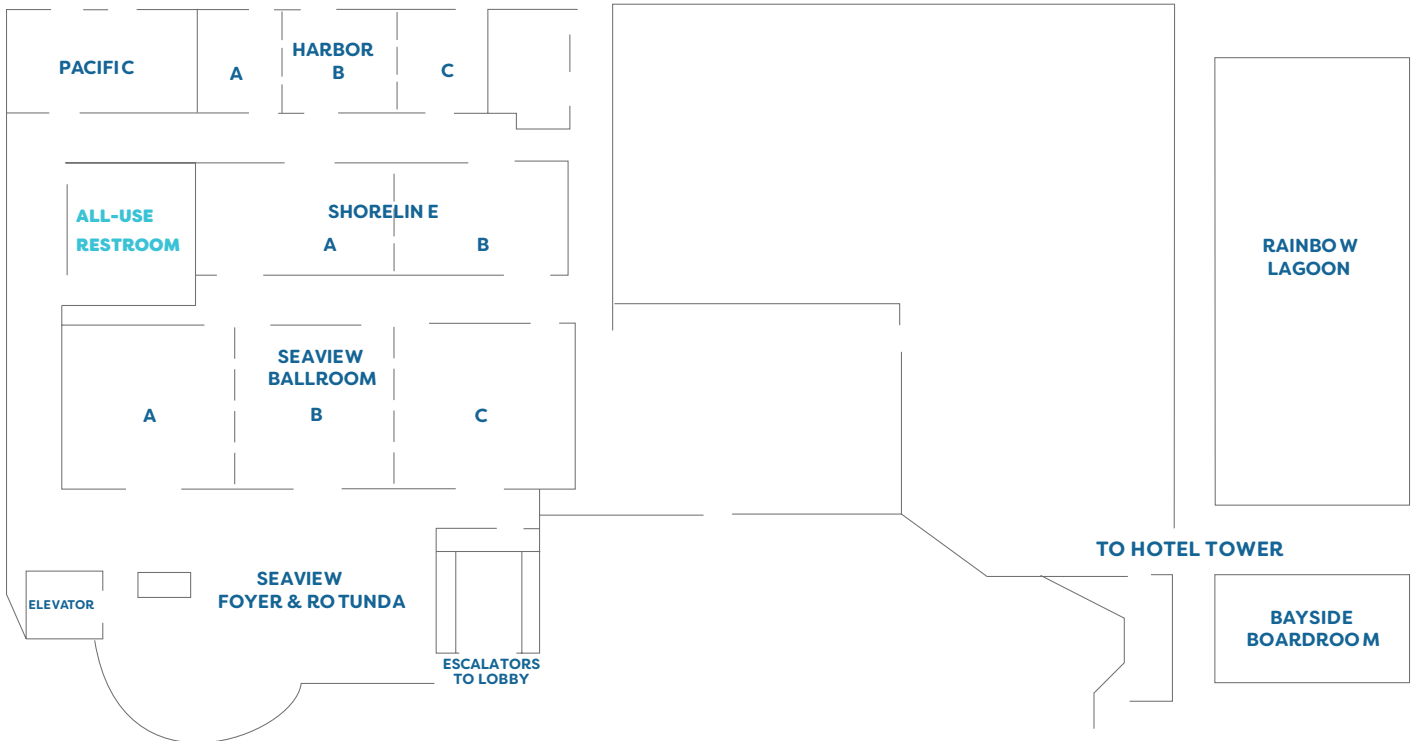 PACIFIC
HARBOR
A
B
C
ALL-USE
RESTROOM
SHORELINE
A
B
RAINBOW
LAGOON
SEAVIEW
BALLROOM
A
B
C
TO HOTEL TOWER
SEAVIEW
FOYER & ROTUNDA
ELEVATOR
BAYSIDE
BOARDROOM
ESCALATORS
TO LOBBY